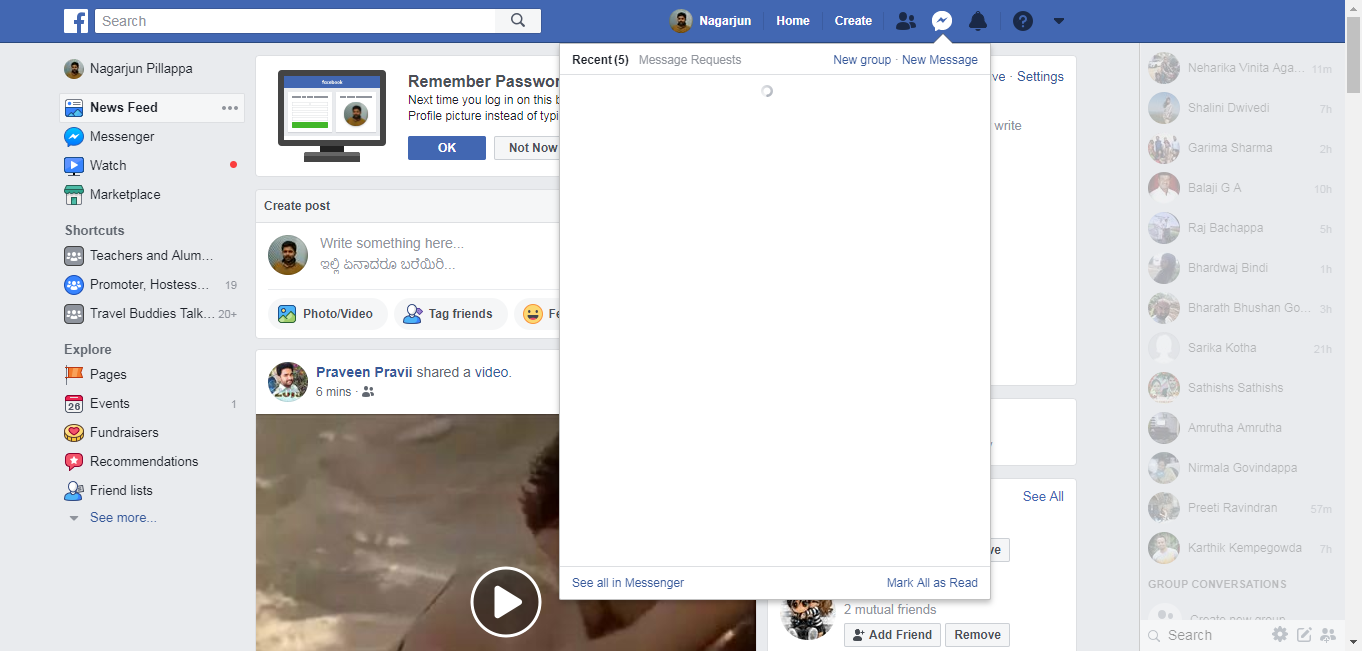 Search
Nagarjun
Home
Create
Nagarjun Pillappa
News Feed
Messenger
Watch
Marketplace
Shortcuts
Teachers and Alum...
Promoter, Hostess... 19
Travel Buddies Talk... 20+
Explore
Pages
26 Events 1
Fundraisers
Recommendations
Friend lists
See more...
facebook
Remember Passwor
Next time you log in on this b
Profile picture instead of typi
OK
Not Now
Create post
Write something here...
ಇಲ್ಲಿ ಏನಾದರೂ ಬರೆಯಿರಿ...
Photo/Video
Tag friends
Fe
Praveen Pravii shared a video.
6 mins ·
Recent (5) Message Requests
New group · New Message
See all in Messenger
Mark All as Read
ve · Settings
write
See All
ve
2 mutual friends
Add Friend
Remove
Neharika Vinita Aga... 11m
Shalini Dwivedi 7h
Garima Sharma 2h
Balaji G A 10h
Raj Bachappa 5h
Bhardwaj Bindi 1h
Bharath Bhushan Go... 3h
Sarika Kotha 21h
Sathishs Sathishs
Amrutha Amrutha
Nirmala Govindappa
Preeti Ravindran 57m
Karthik Kempegowda 7h
GROUP CONVERSATIONS
Create new group
Search